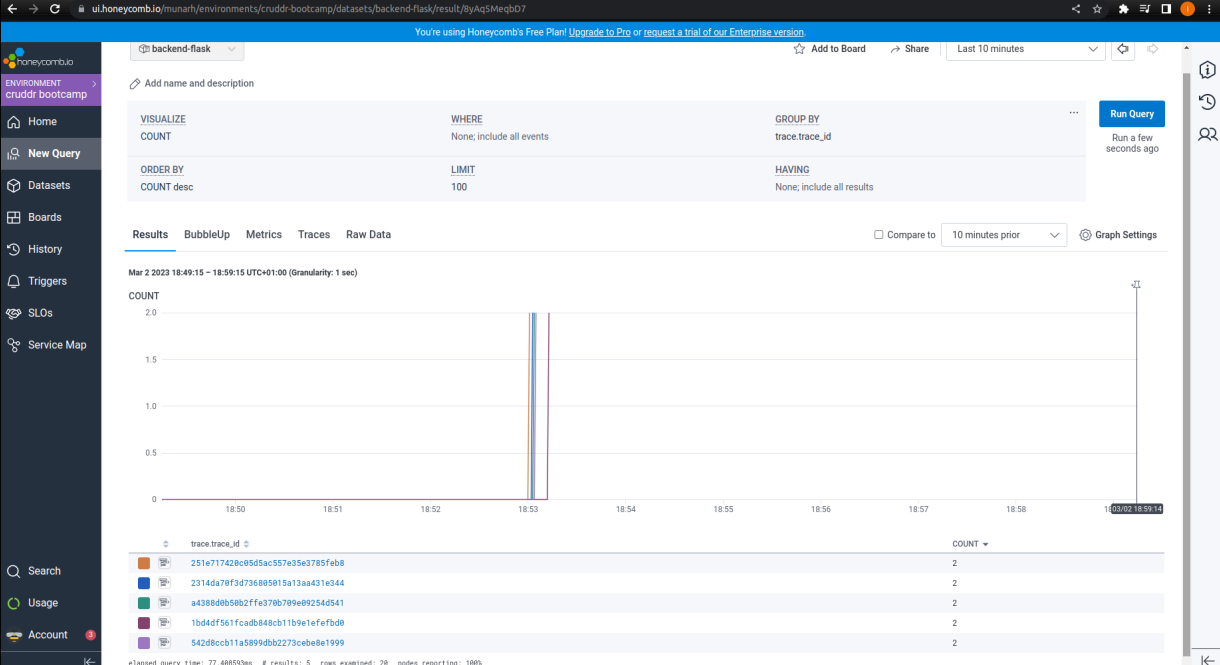 ui.honeycomb.io/munarh/environments/cruddr-bootcamp/datasets/backend-flask/result/8yAqSMeqbD7
You're using Honeycomb's Free Plan! Upgrade to Pro or request a trial of our Enterprise version.
honeycomb.io
ENVIRONMENT
cruddr bootcamp
Home
New Query
Datasets
Boards
History
Triggers
SLOs
Service Map
Search
Usage
Account 3
backend-flask
Add to Board
Share
Last 10 minutes
Add name and description
VISUALIZE
COUNT
WHERE
None; include all events
GROUP BY
trace.trace_id
ORDER BY
COUNT desc
LIMIT
100
HAVING
None; include all results
Run Query
Run a few
seconds ago
Results BubbleUp Metrics Traces Raw Data
Compare to 10 minutes prior Graph Settings
Mar 2 2023 18:49:15 – 18:59:15 UTC+01:00 (Granularity: 1 sec)
COUNT
2.0
1.5
1.0
0.5
0
18:50 18:51 18:52 18:53 18:54 18:55 18:56 18:57 18:58 03/02 18:59:14
trace.trace_id COUNT
251e717420c05d5ac557e35e3785feb8 2
2314da70f3d736805015a13aa431e344 2
a4388d0b50b2ffe370b709e09254d541 2
1bd4df561fcadb848cb11b9e1efefbd0 2
542d8ccb11a5899dbb2273cebe8e1999 2
elapsed query time: 77.408593ms # results: 5 rows examined: 20 nodes reporting: 100%